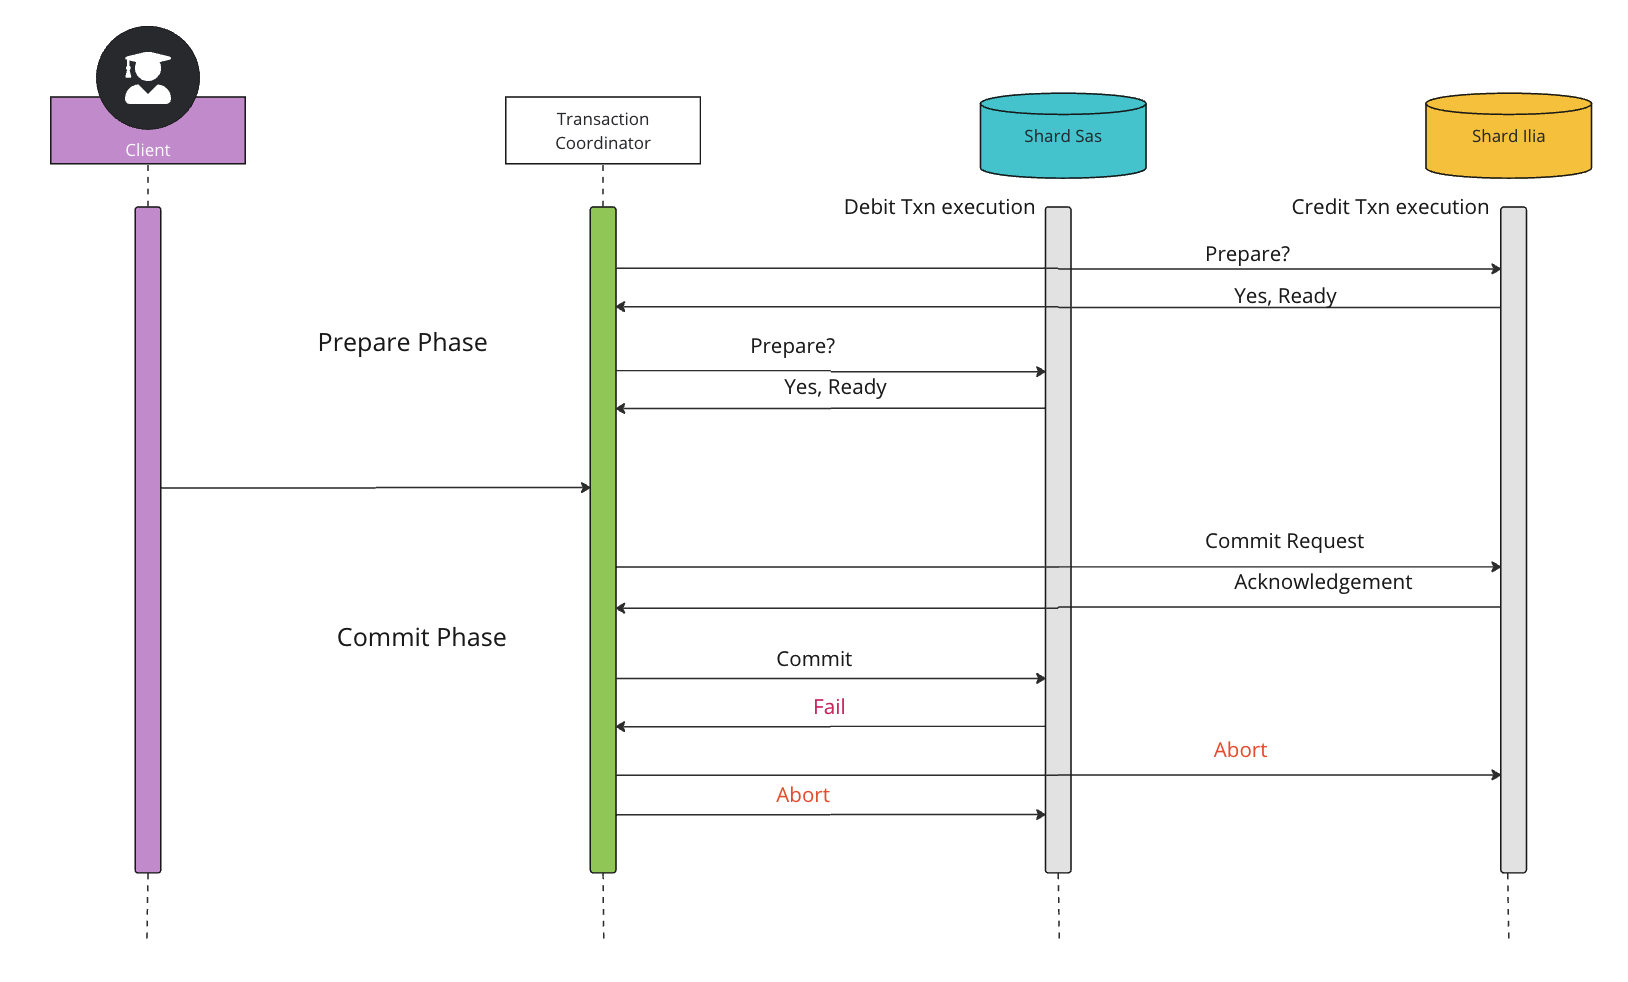 Client
Transaction
Coordinator
Shard Sas
Shard Ilia
Debit Txn execution
Credit Txn execution
Prepare?
Yes, Ready
Prepare Phase
Prepare?
Yes, Ready
Commit Request
Acknowledgement
Commit Phase
Commit
Fail
Abort
Abort